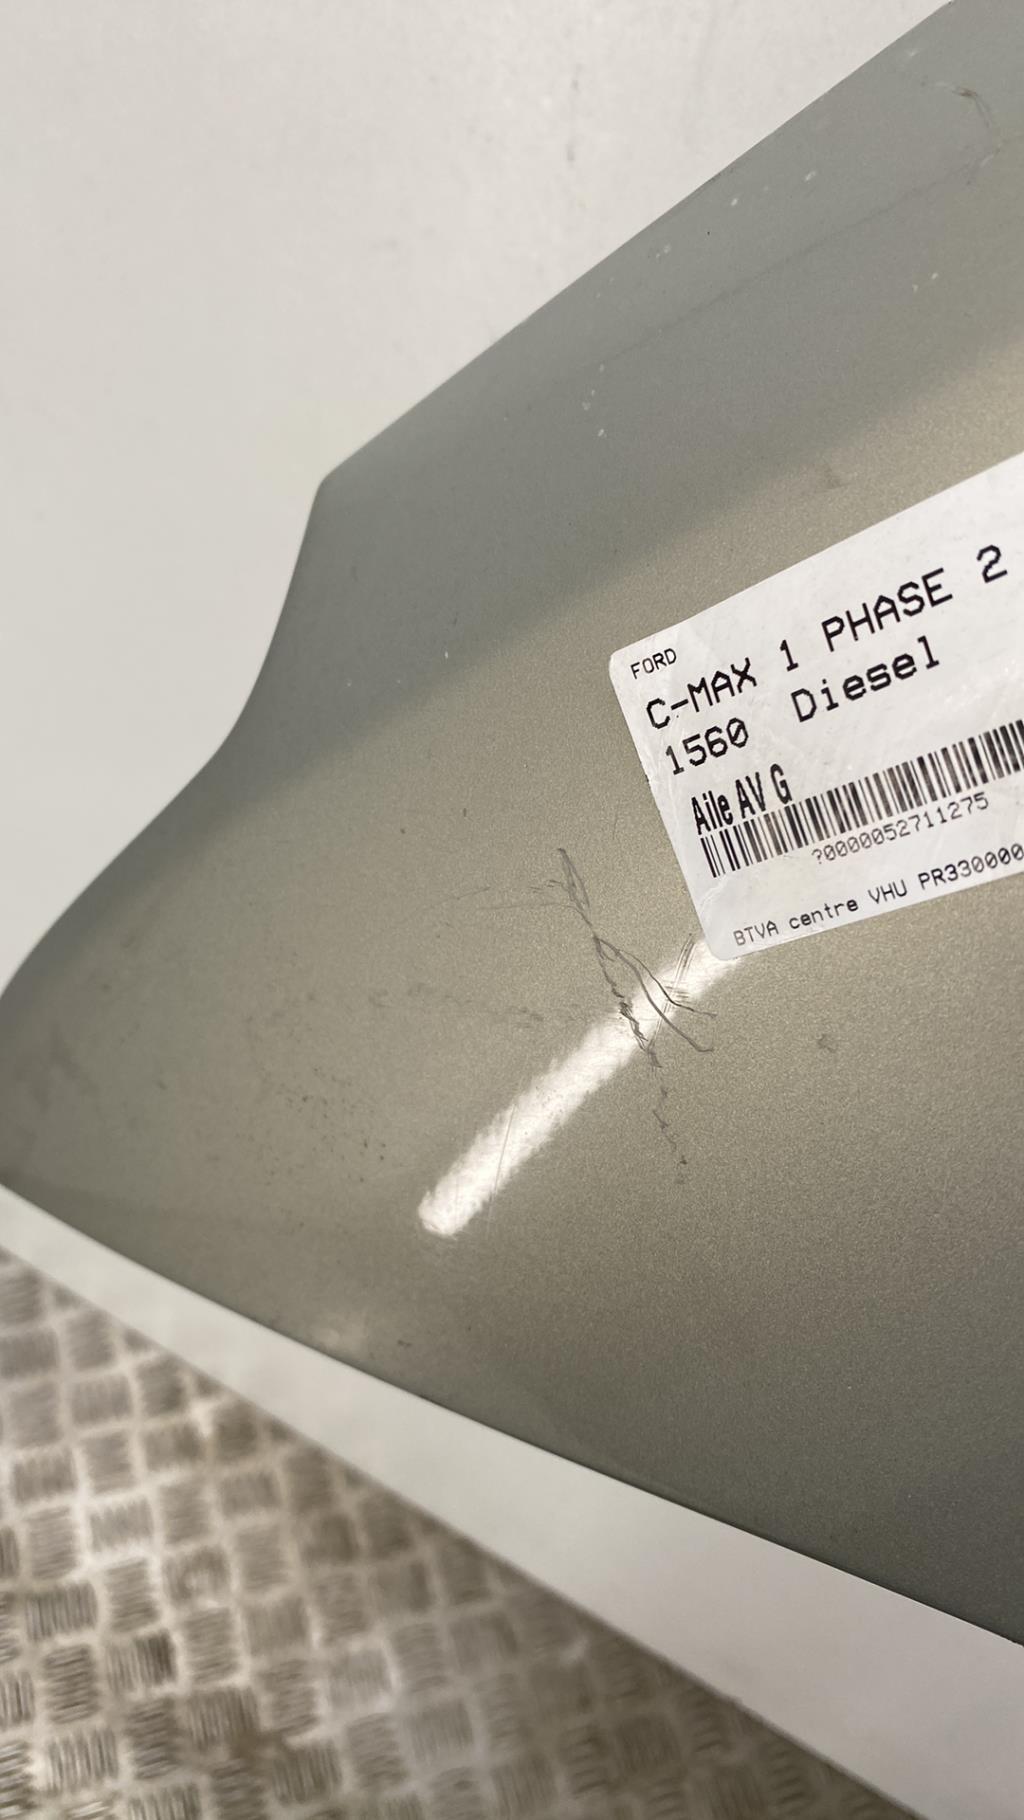 FORD
C-MAX 1 PHASE 2
1560 Diesel
Aile AV G
?0000052711275
BTVA centre VHU PR330000